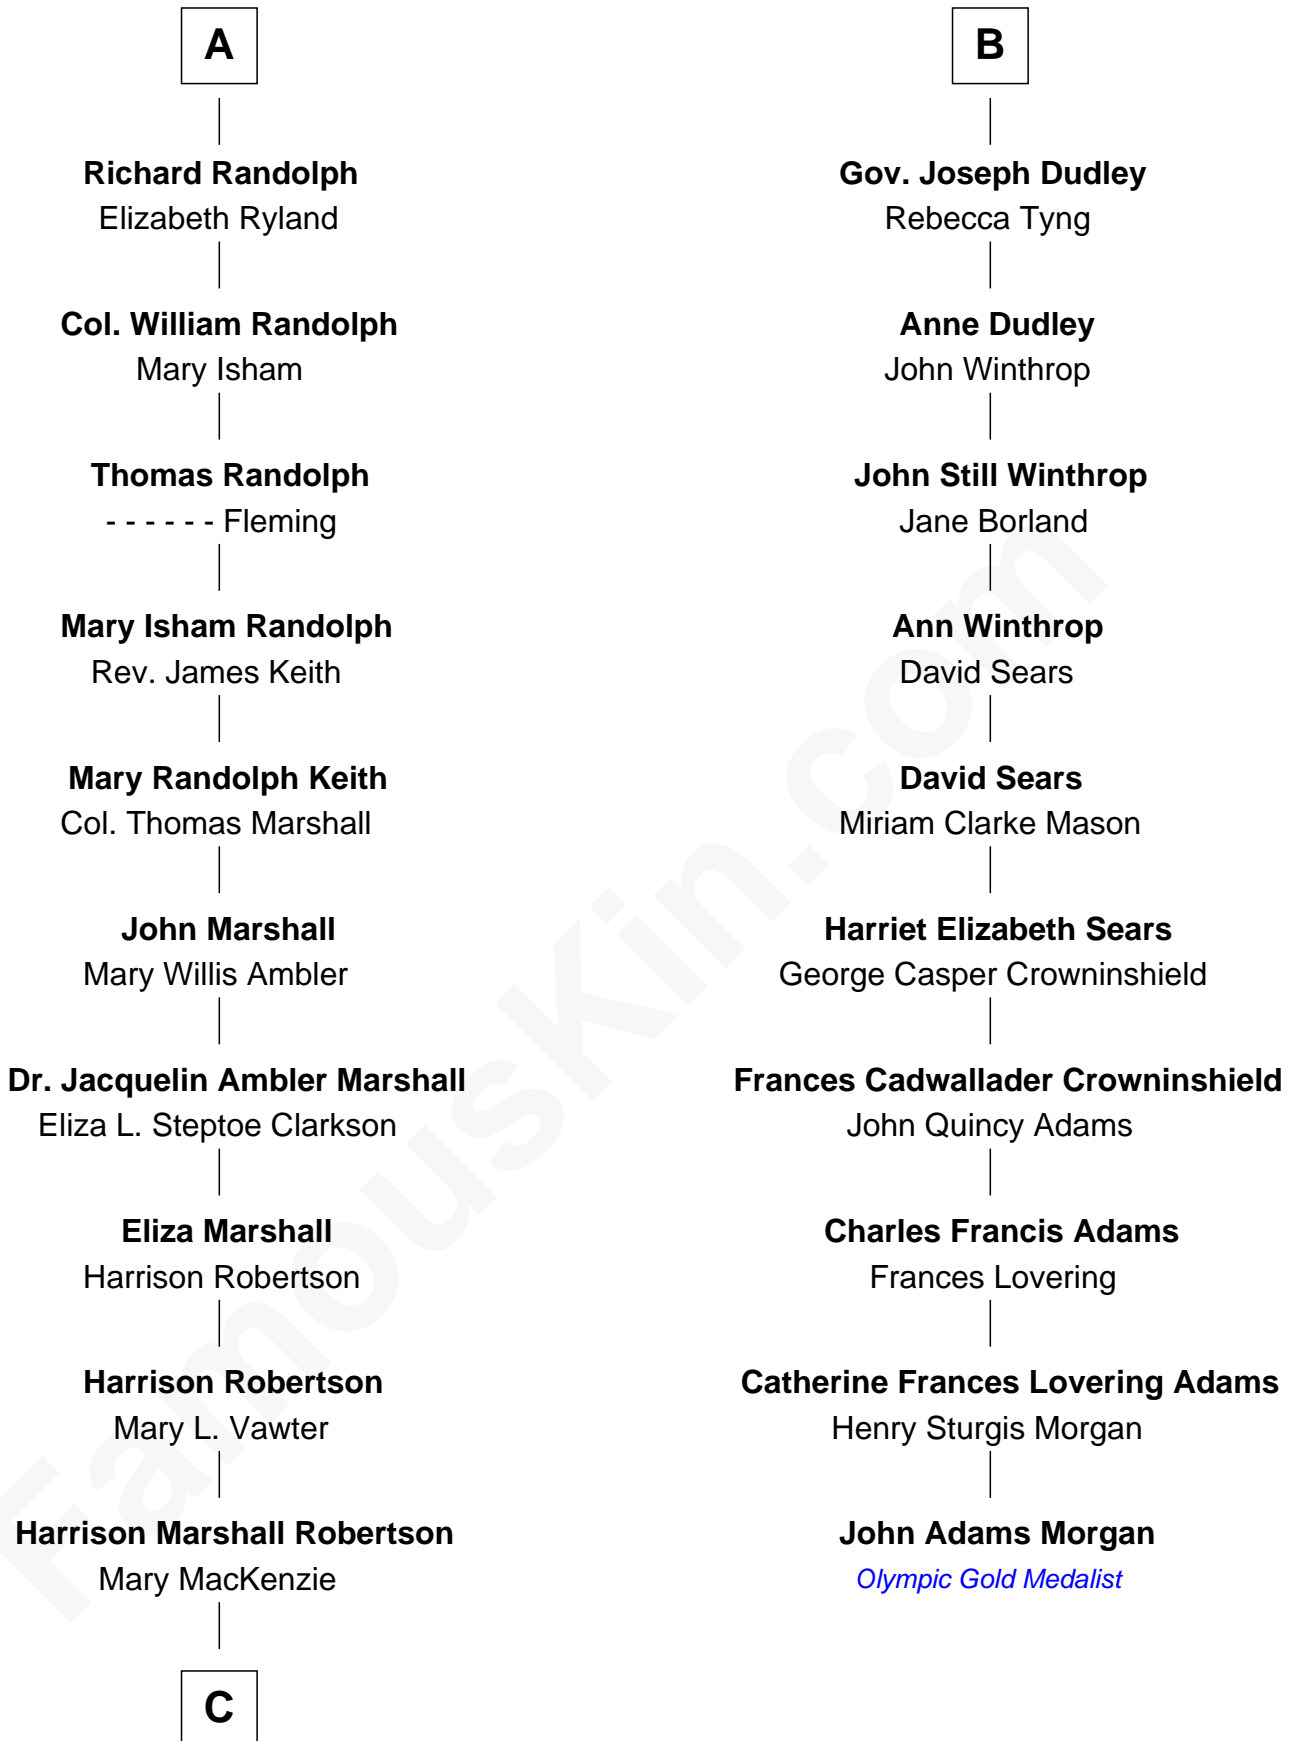 A
Richard Randolph
Elizabeth Ryland
Col. William Randolph
Mary Isham
Thomas Randolph
- - - - - - Fleming
Mary Isham Randolph
Rev. James Keith
Mary Randolph Keith
Col. Thomas Marshall
John Marshall
Mary Willis Ambler
Dr. Jacquelin Ambler Marshall
Eliza L. Steptoe Clarkson
Eliza Marshall
Harrison Robertson
Harrison Robertson
Mary L. Vawter
Harrison Marshall Robertson
Mary MacKenzie
C
B
Gov. Joseph Dudley
Rebecca Tyng
Anne Dudley
John Winthrop
John Still Winthrop
Jane Borland
Ann Winthrop
David Sears
David Sears
Miriam Clarke Mason
Harriet Elizabeth Sears
George Casper Crowninshield
Frances Cadwallader Crowninshield
John Quincy Adams
Charles Francis Adams
Frances Lovering
Catherine Frances Lovering Adams
Henry Sturgis Morgan
John Adams Morgan
Olympic Gold Medalist
FamousKin.com